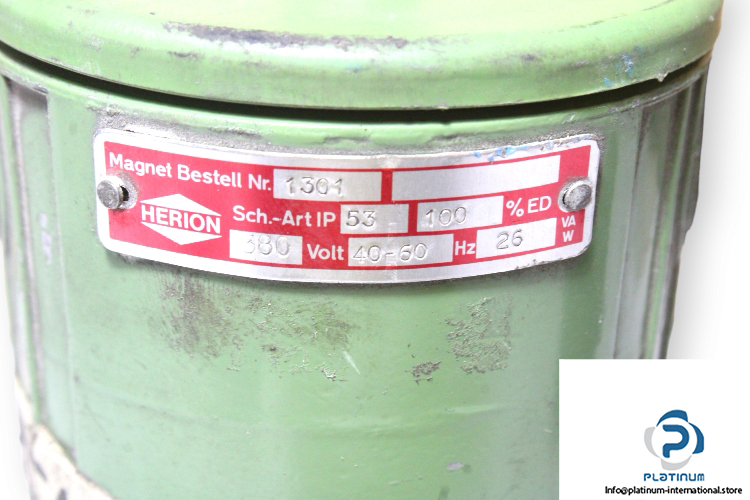 Magnet Bestell Nr. 1301
HERION
Sch.-Art IP 53 - 100 % ED
380 Volt 40-60 Hz 26 VA
W
PLATINUM
Info@platinum-international.store